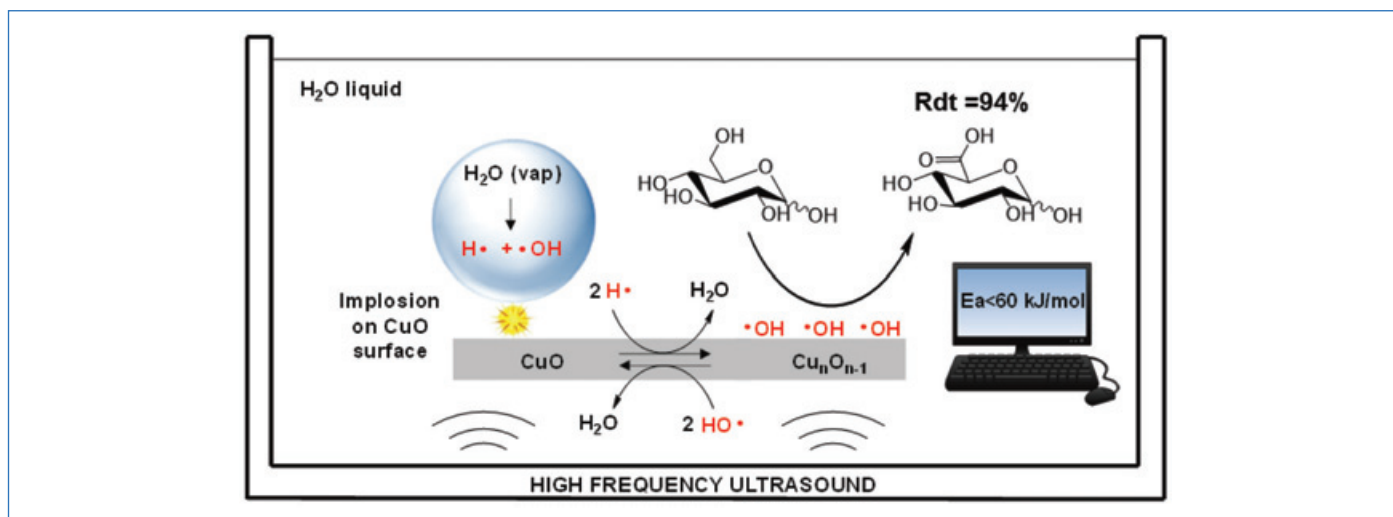 H₂O liquid
Rdt =94%
H₂O (vap)
H• + •OH
OH
O
HO
HO
OH
OH
OH
O
O
HO
HO
OH
OH
Implosion
on CuO
surface
2 H•
H₂O
•OH •OH •OH
Ea<60 kJ/mol
CuO
CuₙOₙ₋₁
H₂O
2 HO•
HIGH FREQUENCY ULTRASOUND